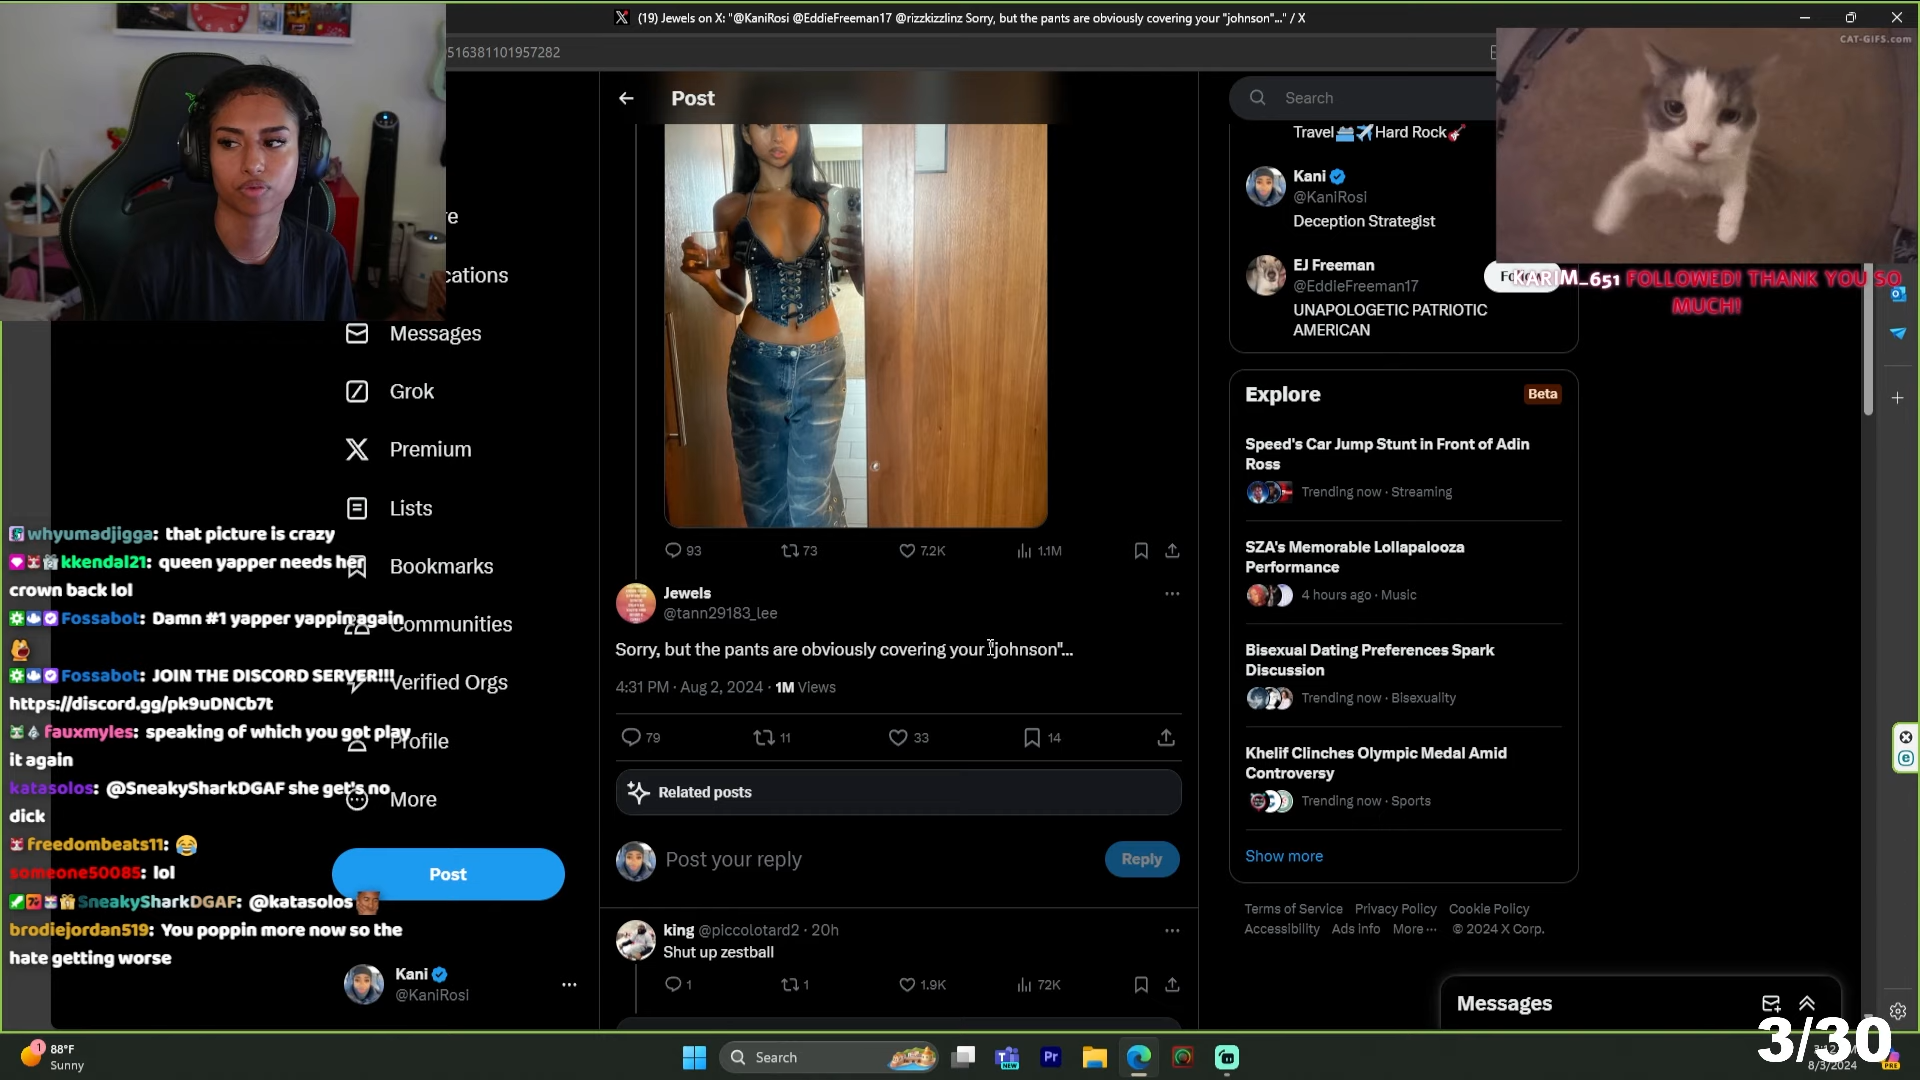 (19) Jewels on X: "@KaniRosi @EddieFreeman17 @rizzkizzlinz Sorry, but the pants are obviously covering your "johnson"..." / X
516381101957282
CAT-GIFS.com
Post
Search
Travel🛳️✈️Hard Rock🎸
Kani
@KaniRosi
Deception Strategist
EJ Freeman
@EddieFreeman17
UNAPOLOGETIC PATRIOTIC
AMERICAN
KARIM_651 FOLLOWED! THANK YOU SO
MUCH!
Messages
Grok
Premium
Lists
Bookmarks
Communities
Verified Orgs
Profile
More
Post
Kani
@KaniRosi
whyumadjigga: that picture is crazy
kkendal21: queen yapper needs her
crown back lol
Fossabot: Damn #1 yapper yappin again
Fossabot: JOIN THE DISCORD SERVER!!!
https://discord.gg/pk9uDNCb7t
fauxmyles: speaking of which you got play
it again
katasolos: @SneakySharkDGAF she get's no
dick
freedombeats11: 😂
someone50085: lol
SneakySharkDGAF: @katasolos
brodiejordan519: You poppin more now so the
hate getting worse
93 73 7.2K 1.1M
Jewels
@tann29183_lee
Sorry, but the pants are obviously covering your "johnson"...
4:31 PM · Aug 2, 2024 · 1M Views
79 11 33 14
Related posts
Post your reply
Reply
king @piccolotard2 · 20h
Shut up zestball
1 1 1.9K 72K
Explore
Beta
Speed's Car Jump Stunt in Front of Adin
Ross
Trending now · Streaming
SZA's Memorable Lollapalooza
Performance
4 hours ago · Music
Bisexual Dating Preferences Spark
Discussion
Trending now · Bisexuality
Khelif Clinches Olympic Medal Amid
Controversy
Trending now · Sports
Show more
Terms of Service Privacy Policy Cookie Policy
Accessibility Ads info More ··· © 2024 X Corp.
Messages
3/30
1
88°F
Sunny
Search
NEW
Pr
8/3/2024
PRE